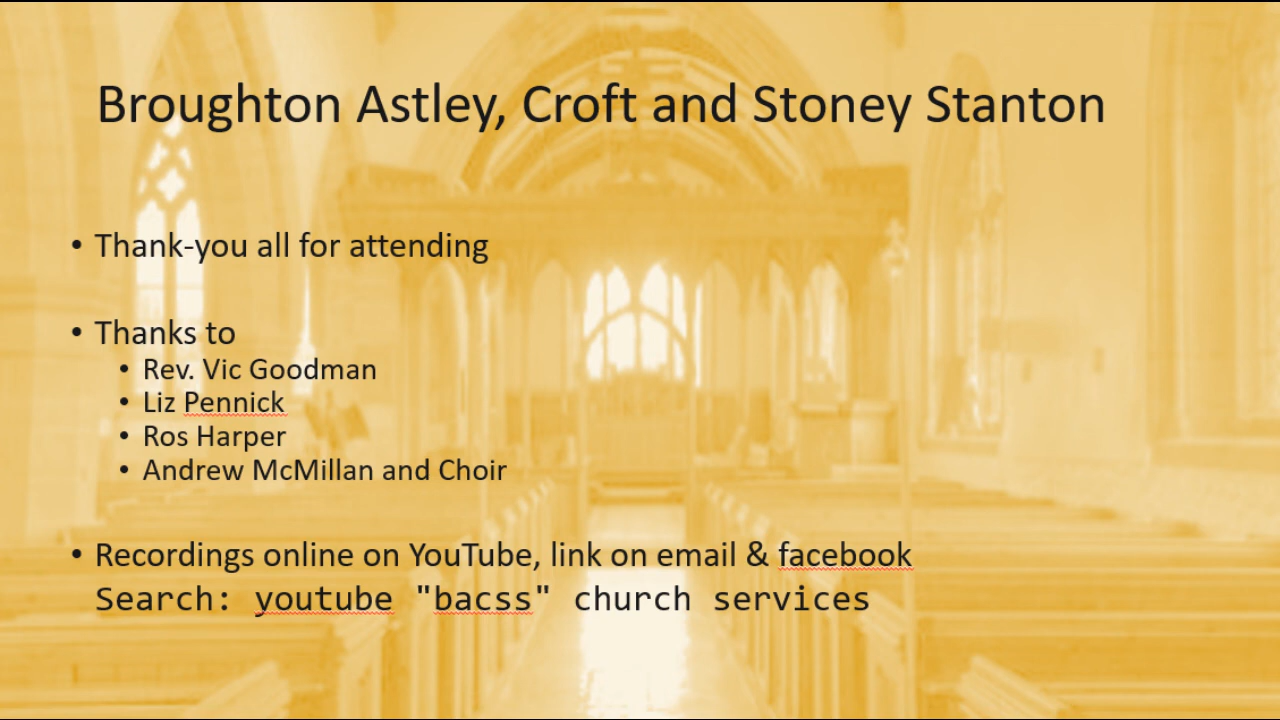 Broughton Astley, Croft and Stoney Stanton
• Thank-you all for attending
• Thanks to
• Rev. Vic Goodman
• Liz Pennick
• Ros Harper
• Andrew McMillan and Choir
• Recordings online on YouTube, link on email & facebook
Search: youtube "bacss" church services